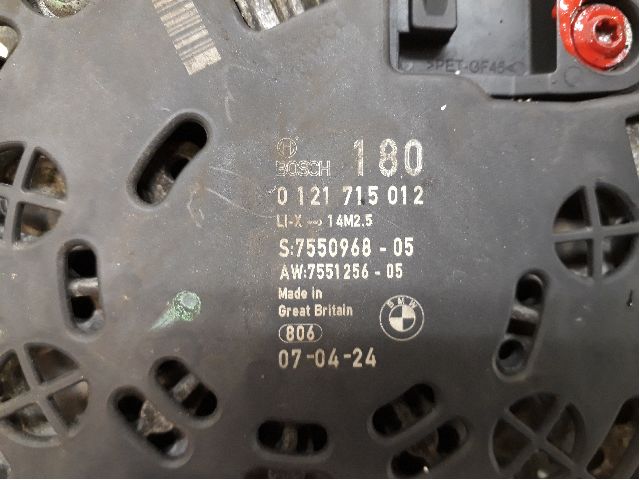 >PET-GF45<
BOSCH 180
0 121 715 012
LI-X → 14M2.5
S:7550968 - 05
AW:7551256 - 05
Made in
Great Britain
BMW
806
07-04-24